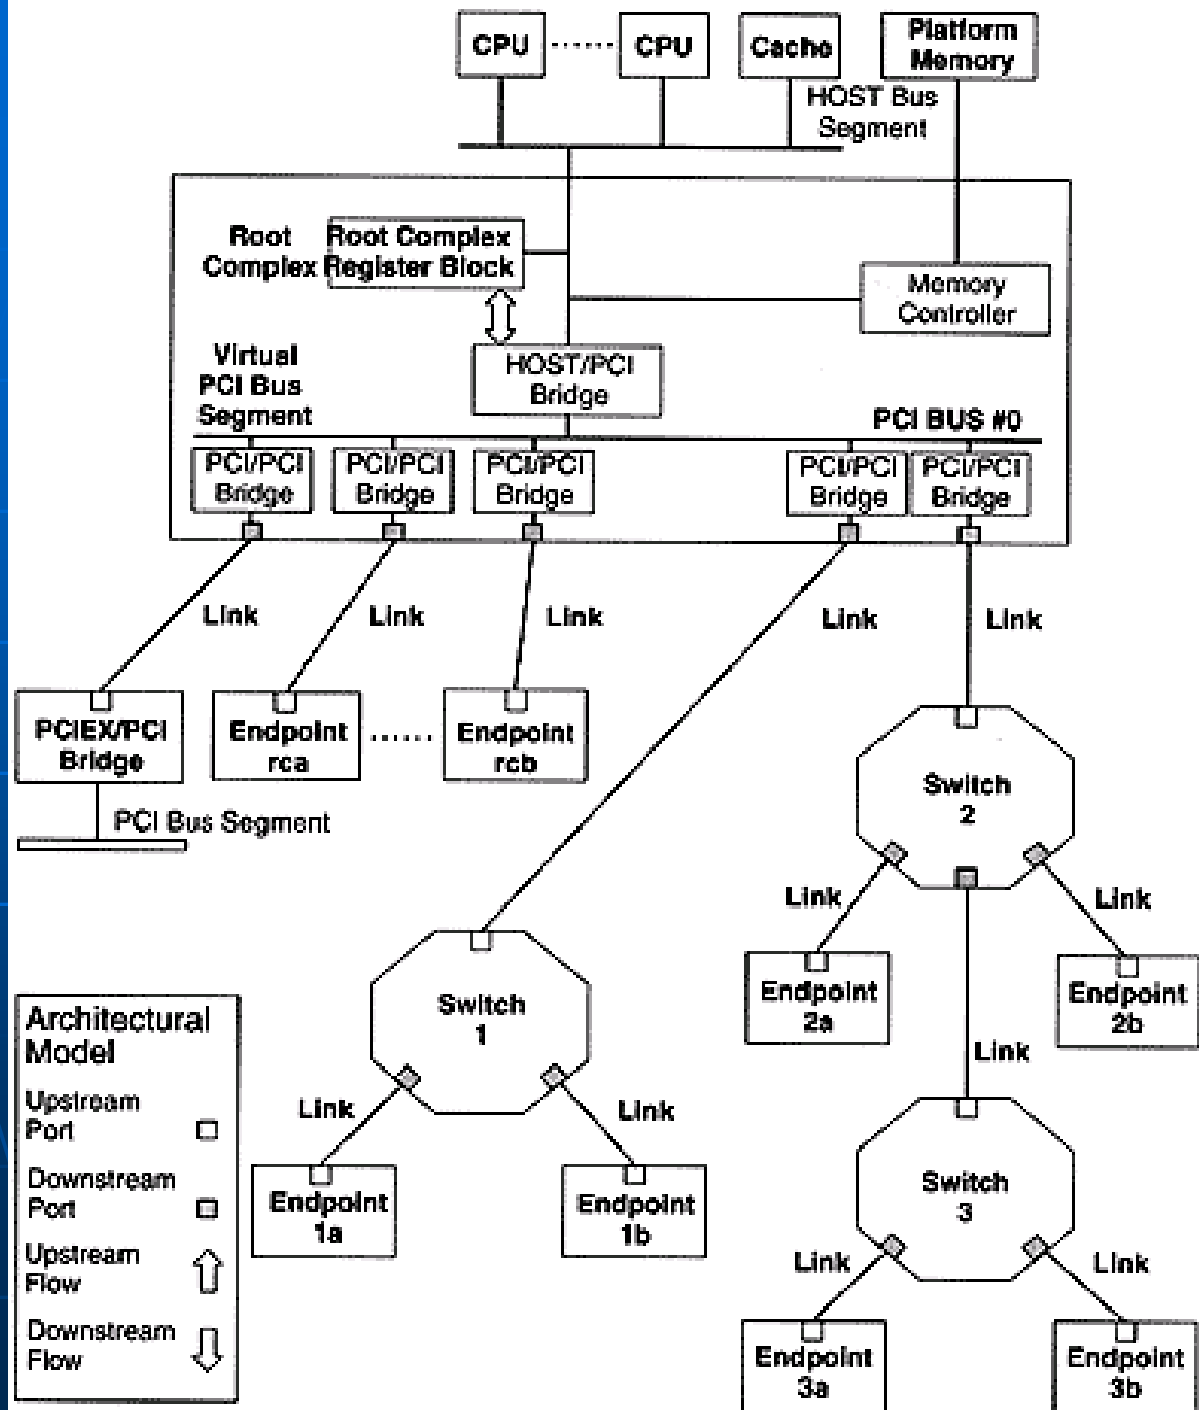 CPU
CPU
Cache
Platform
Memory
HOST Bus
Segment
Root
Complex
Root Complex
Register Block
Memory
Controller
HOST/PCI
Bridge
Virtual
PCI Bus
Segment
PCI BUS #0
PCI/PCI
Bridge
PCI/PCI
Bridge
PCI/PCI
Bridge
PCI/PCI
Bridge
PCI/PCI
Bridge
Link
Link
Link
Link
Link
PCIEX/PCI
Bridge
Endpoint
rca
Endpoint
rcb
PCI Bus Segment
Switch
2
Link
Link
Endpoint
2a
Endpoint
2b
Link
Switch
1
Link
Link
Endpoint
1a
Endpoint
1b
Switch
3
Link
Link
Endpoint
3a
Endpoint
3b
Architectural
Model
Upstream
Port
Downstream
Port
Upstream
Flow
Downstream
Flow